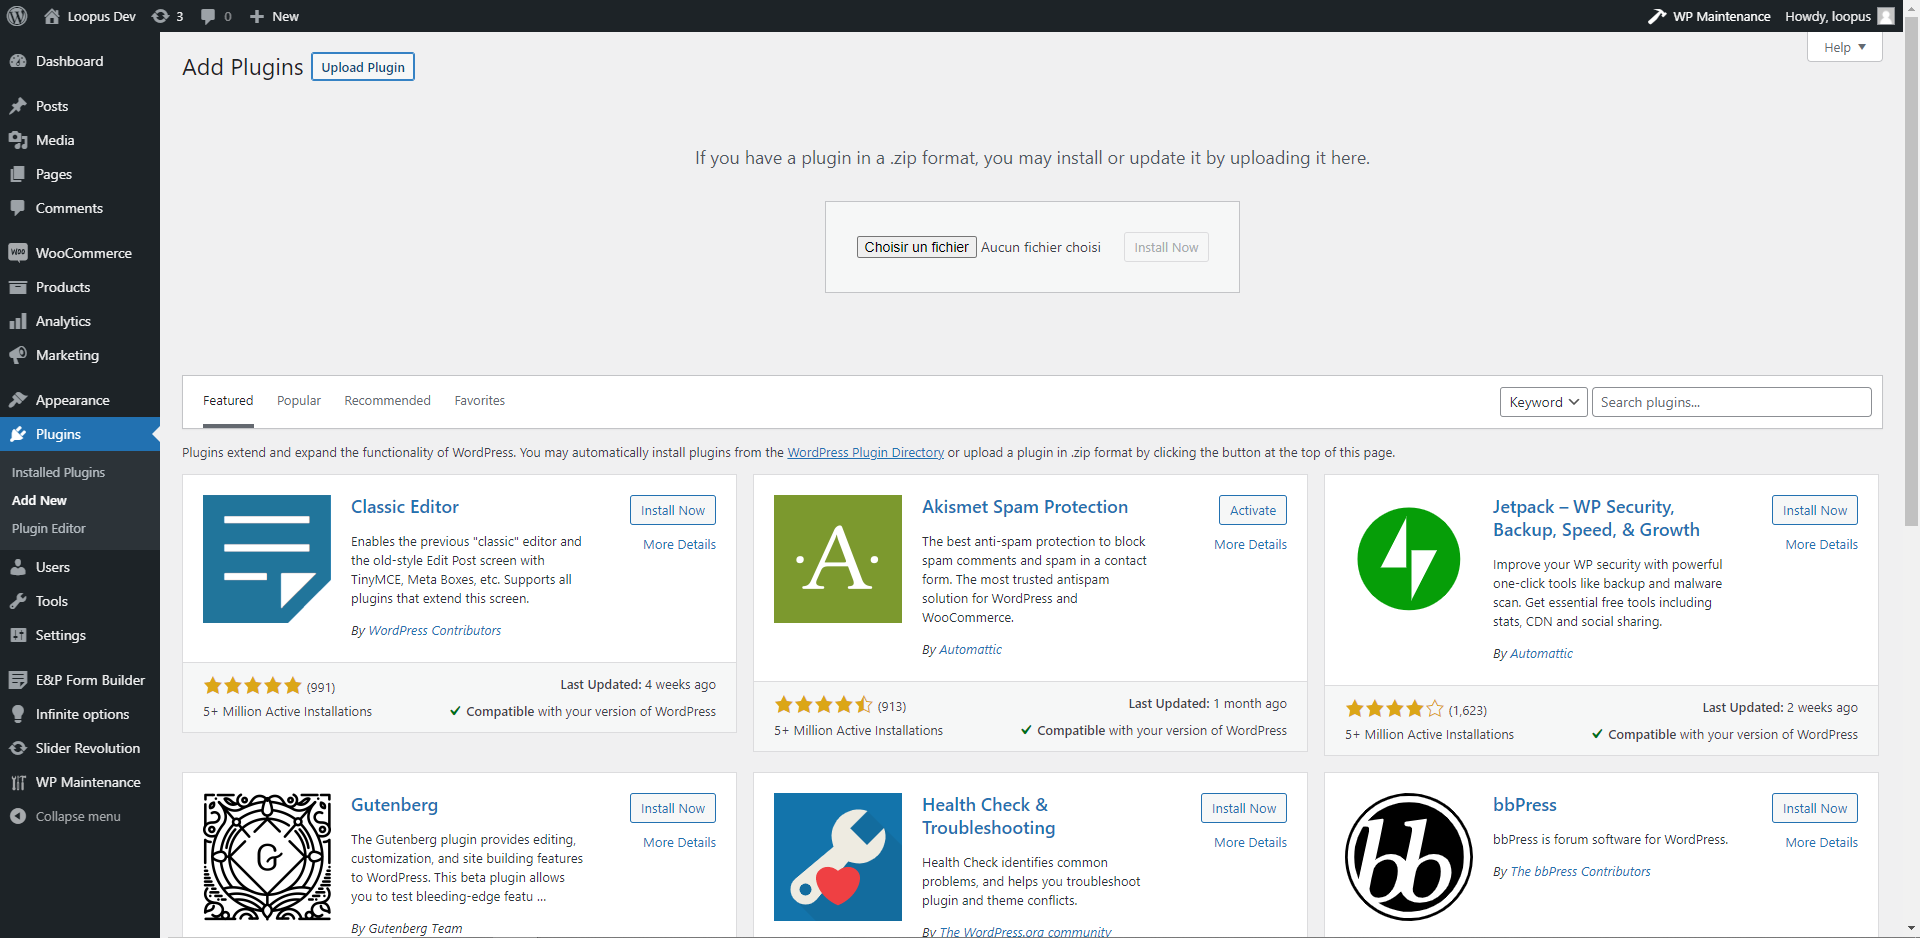 Loopus Dev 3 0 New WP Maintenance Howdy, loopus
Help
Dashboard
Posts
Media
Pages
Comments
WOO
WooCommerce
Products
Analytics
Marketing
Appearance
Plugins
Installed Plugins
Add New
Plugin Editor
Users
Tools
Settings
E&P Form Builder
Infinite options
Slider Revolution
WP Maintenance
Collapse menu
Add Plugins Upload Plugin
If you have a plugin in a .zip format, you may install or update it by uploading it here.
Choisir un fichier Aucun fichier choisi Install Now
Featured Popular Recommended Favorites Keyword Search plugins...
Plugins extend and expand the functionality of WordPress. You may automatically install plugins from the WordPress Plugin Directory or upload a plugin in .zip format by clicking the button at the top of this page.
Classic Editor
Install Now
More Details
Enables the previous "classic" editor and
the old-style Edit Post screen with
TinyMCE, Meta Boxes, etc. Supports all
plugins that extend this screen.
By WordPress Contributors
(991)
Last Updated: 4 weeks ago
5+ Million Active Installations
Compatible with your version of WordPress
·A·
Akismet Spam Protection
Activate
More Details
The best anti-spam protection to block
spam comments and spam in a contact
form. The most trusted antispam
solution for WordPress and
WooCommerce.
By Automattic
(913)
Last Updated: 1 month ago
5+ Million Active Installations
Compatible with your version of WordPress
Jetpack – WP Security,
Backup, Speed, & Growth
Install Now
More Details
Improve your WP security with powerful
one-click tools like backup and malware
scan. Get essential free tools including
stats, CDN and social sharing.
By Automattic
(1,623)
Last Updated: 2 weeks ago
5+ Million Active Installations
Compatible with your version of WordPress
G
Gutenberg
Install Now
More Details
The Gutenberg plugin provides editing,
customization, and site building features
to WordPress. This beta plugin allows
you to test bleeding-edge featu ...
By Gutenberg Team
Health Check &
Troubleshooting
Install Now
More Details
Health Check identifies common
problems, and helps you troubleshoot
plugin and theme conflicts.
By The WordPress.org community
bb
bbPress
Install Now
More Details
bbPress is forum software for WordPress.
By The bbPress Contributors